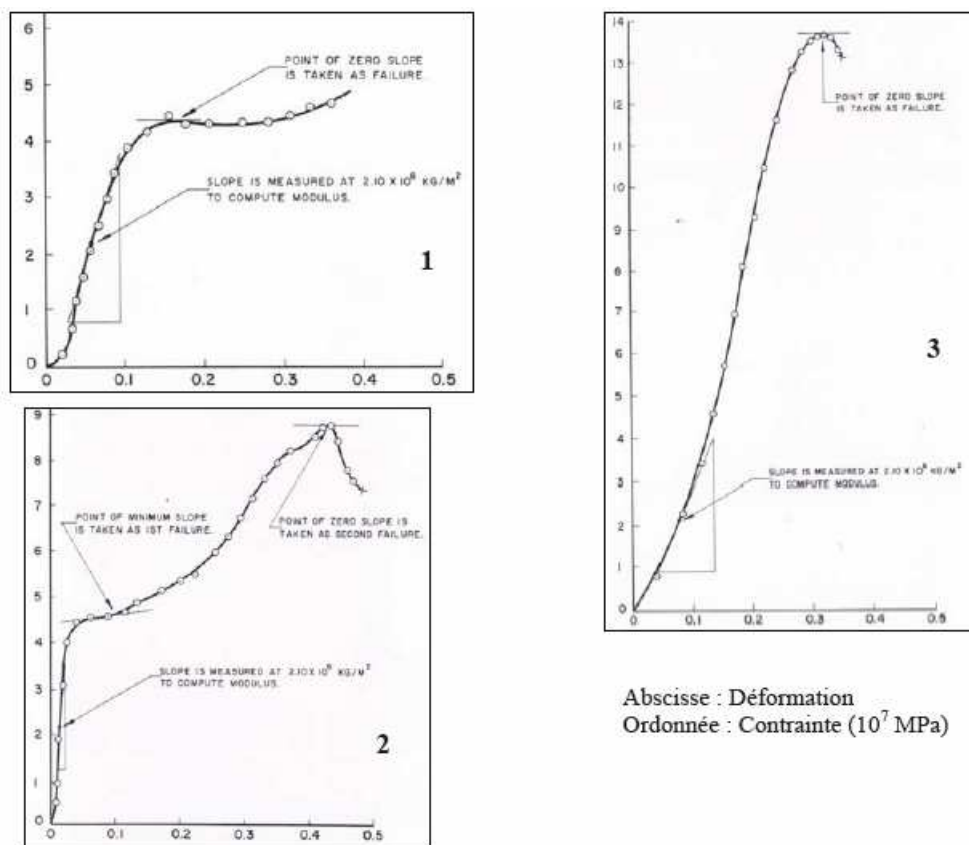 6
5
4
3
2
1
0
POINT OF ZERO SLOPE
IS TAKEN AS FAILURE.
SLOPE IS MEASURED AT 2.10 X 10⁶ KG/M²
TO COMPUTE MODULUS.
1
0 0.1 0.2 0.3 0.4 0.5
9
8
7
6
5
4
3
2
1
0
POINT OF MINIMUM SLOPE
IS TAKEN AS 1ST FAILURE.
POINT OF ZERO SLOPE IS
TAKEN AS SECOND FAILURE.
SLOPE IS MEASURED AT 2.10 X 10⁶ KG/M²
TO COMPUTE MODULUS.
2
0 0.1 0.2 0.3 0.4 0.5
14
13
12
11
10
9
8
7
6
5
4
3
2
1
0
POINT OF ZERO SLOPE
IS TAKEN AS FAILURE.
SLOPE IS MEASURED AT 2.10 X 10⁶ KG/M²
TO COMPUTE MODULUS.
3
0 0.1 0.2 0.3 0.4 0.5
Abscisse : Déformation
Ordonnée : Contrainte (10⁷ MPa)